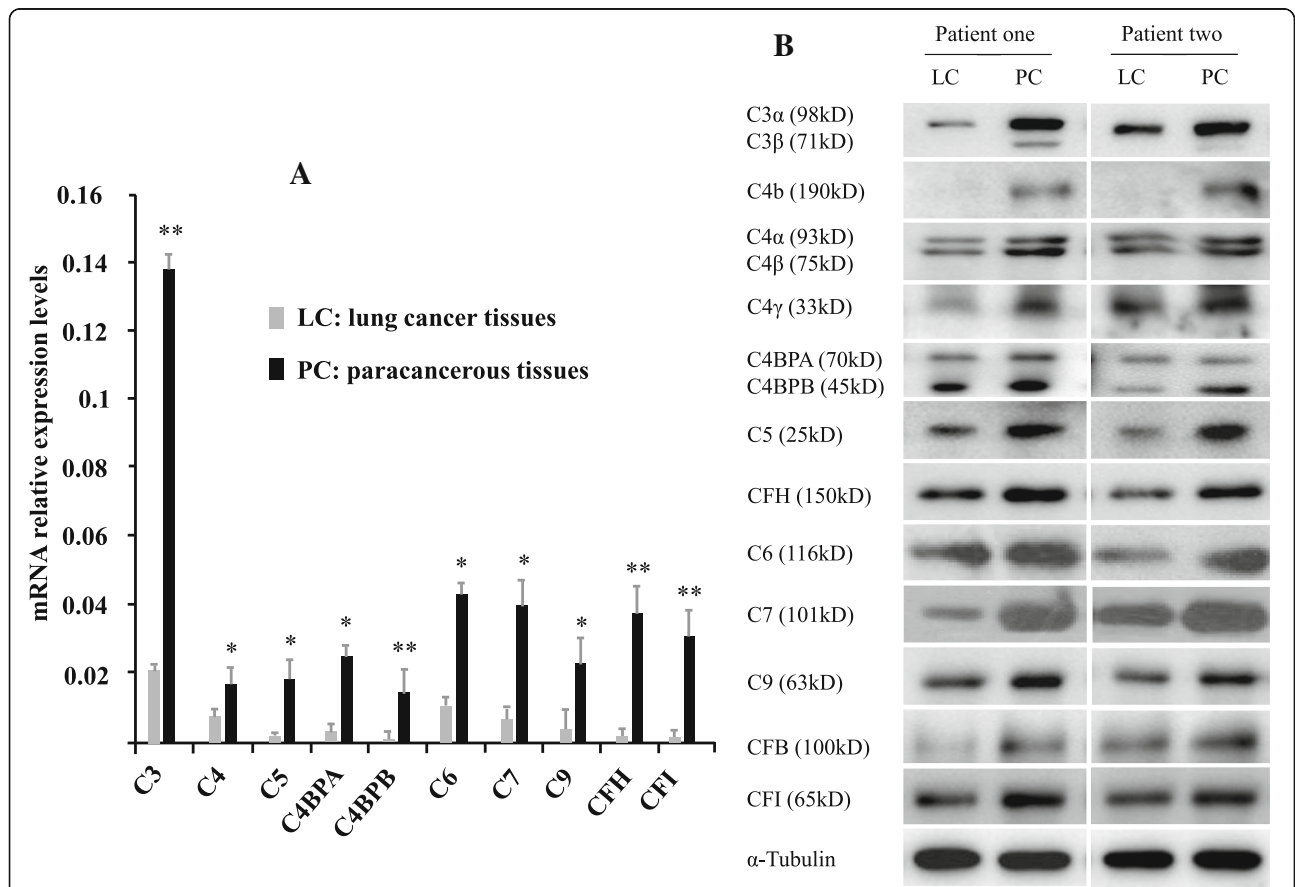 A
mRNA relative expression levels
0.16
0.14
0.12
0.1
0.08
0.06
0.04
0.02
**
*
*
*
**
*
*
*
**
**
LC: lung cancer tissues
PC: paracancerous tissues
C3
C4
C5
C4BPA
C4BPB
C6
C7
C9
CFH
CFI
B
Patient one
Patient two
LC
PC
LC
PC
C3α (98kD)
C3β (71kD)
C4b (190kD)
C4α (93kD)
C4β (75kD)
C4γ (33kD)
C4BPA (70kD)
C4BPB (45kD)
C5 (25kD)
CFH (150kD)
C6 (116kD)
C7 (101kD)
C9 (63kD)
CFB (100kD)
CFI (65kD)
α-Tubulin